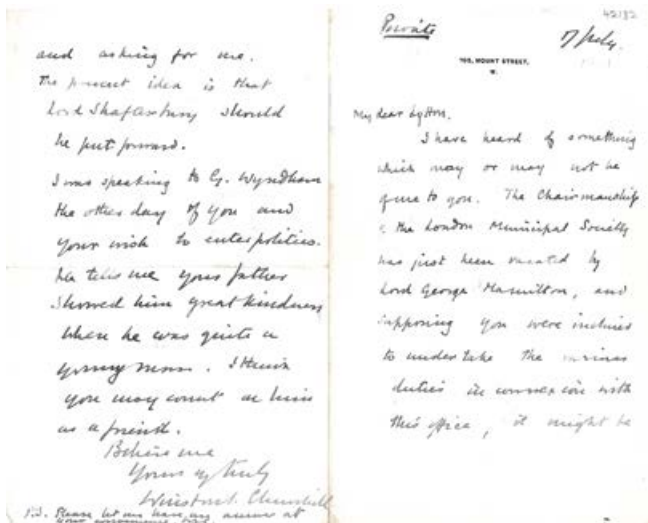 42182
Private
17 July.
105, MOUNT STREET,
W.
My dear Lytton,
I have heard of something
which may or may not be
of use to you. The Chairmanship
of the London Municipal Society
has just been vacated by
Lord George Hamilton, and
supposing you were inclined
to undertake the various
duties in connexion with
this office, it might be
and asking for me.
The present idea is that
Lord Shaftesbury should
be put forward.
I was speaking to G. Wyndham
the other day of you and
your wish to enter politics.
He tells me your father
showed him great kindness
when he was quite a
young man. I think
you may count on him
as a friend.
Believe me
Yours truly
Winston S. Churchill
P.S. Please let me have an answer at
your convenience